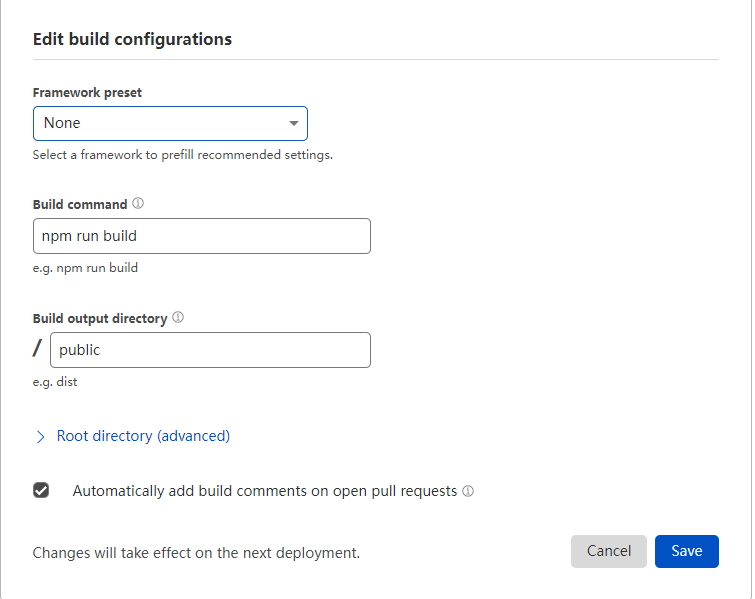 Edit build configurations
Framework preset
None
Select a framework to prefill recommended settings.
Build command
npm run build
e.g. npm run build
Build output directory
/ public
e.g. dist
Root directory (advanced)
Automatically add build comments on open pull requests
Changes will take effect on the next deployment.
Cancel Save